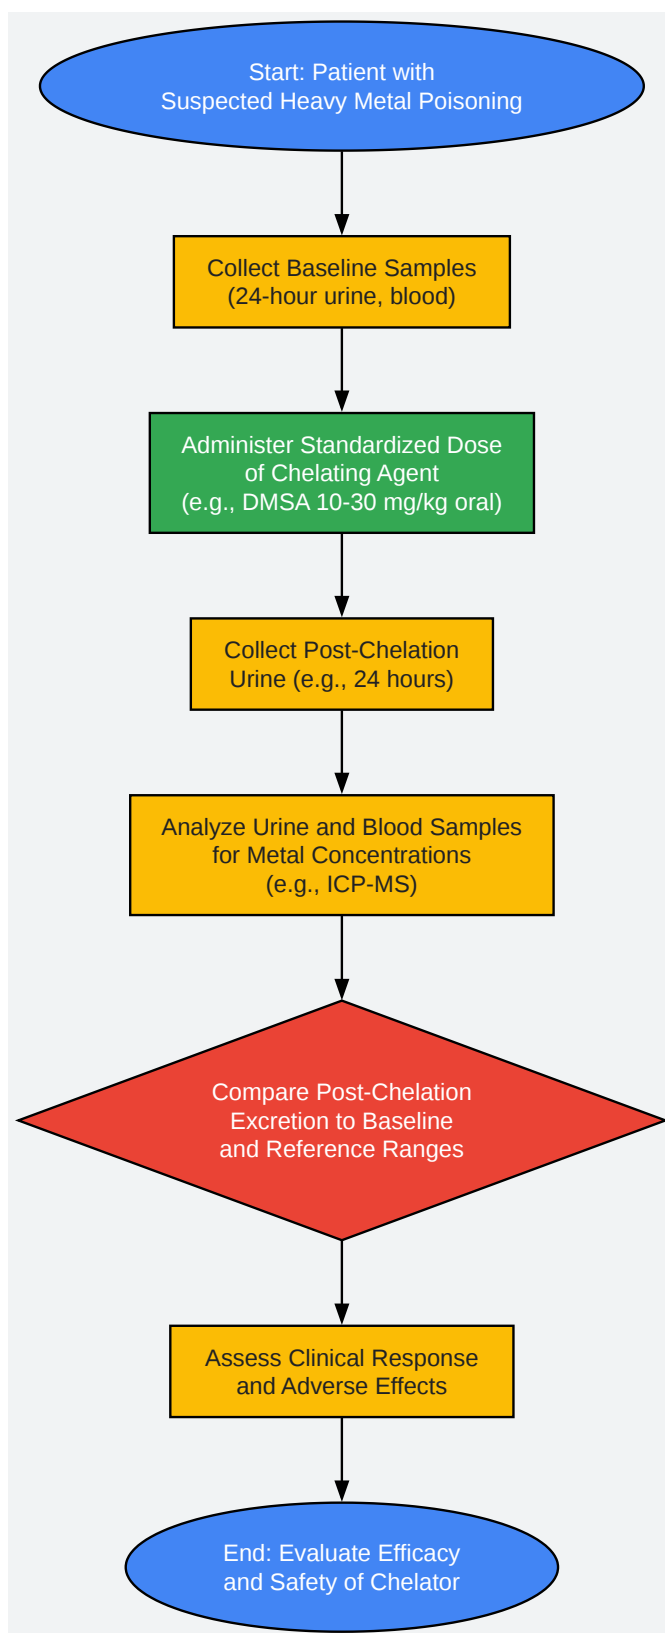 Start: Patient with
Suspected Heavy Metal Poisoning
Collect Baseline Samples
(24-hour urine, blood)
Administer Standardized Dose
of Chelating Agent
(e.g., DMSA 10-30 mg/kg oral)
Collect Post-Chelation
Urine (e.g., 24 hours)
Analyze Urine and Blood Samples
for Metal Concentrations
(e.g., ICP-MS)
Compare Post-Chelation
Excretion to Baseline
and Reference Ranges
Assess Clinical Response
and Adverse Effects
End: Evaluate Efficacy
and Safety of Chelator